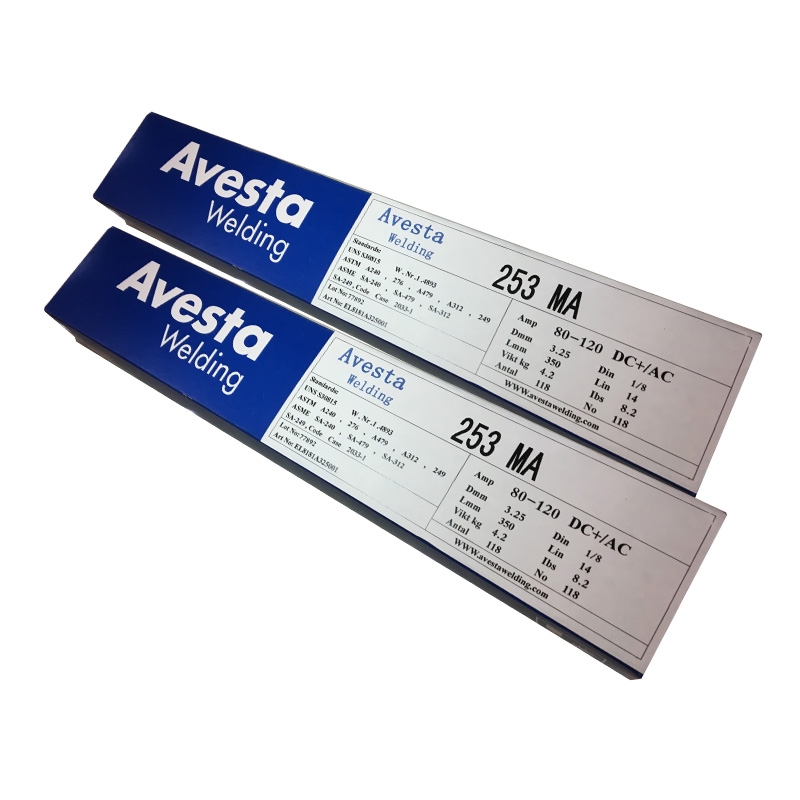 Avesta
Welding
Avesta
Welding
253 MA
Standards:
UNS S30815 W. Nr. 1.4893
ASTM A240 , 276 , A479 , A312 , 249
ASME SA-240 , SA-479 , SA-312
SA-249, Code Case 2033-1
Lot No: 77892
Art No: EL8181A325001
Amp 80-120 DC+/AC
Dmm 3.25 Din 1/8
Lmm 350 Lin 14
Vikt kg 4.2 Ibs 8.2
Antal 118 No 118
www.avestawelding.com
Avesta
Welding
Avesta
Welding
253 MA
Standards:
UNS S30815 W. Nr. 1.4893
ASTM A240 , 276 , A479 , A312 , 249
ASME SA-240 , SA-479 , SA-312
SA-249, Code Case 2033-1
Lot No: 77892
Art No: EL8181A325001
Amp 80-120 DC+/AC
Dmm 3.25 Din 1/8
Lmm 350 Lin 14
Vikt kg 4.2 Ibs 8.2
Antal 118 No 118
www.avestawelding.com